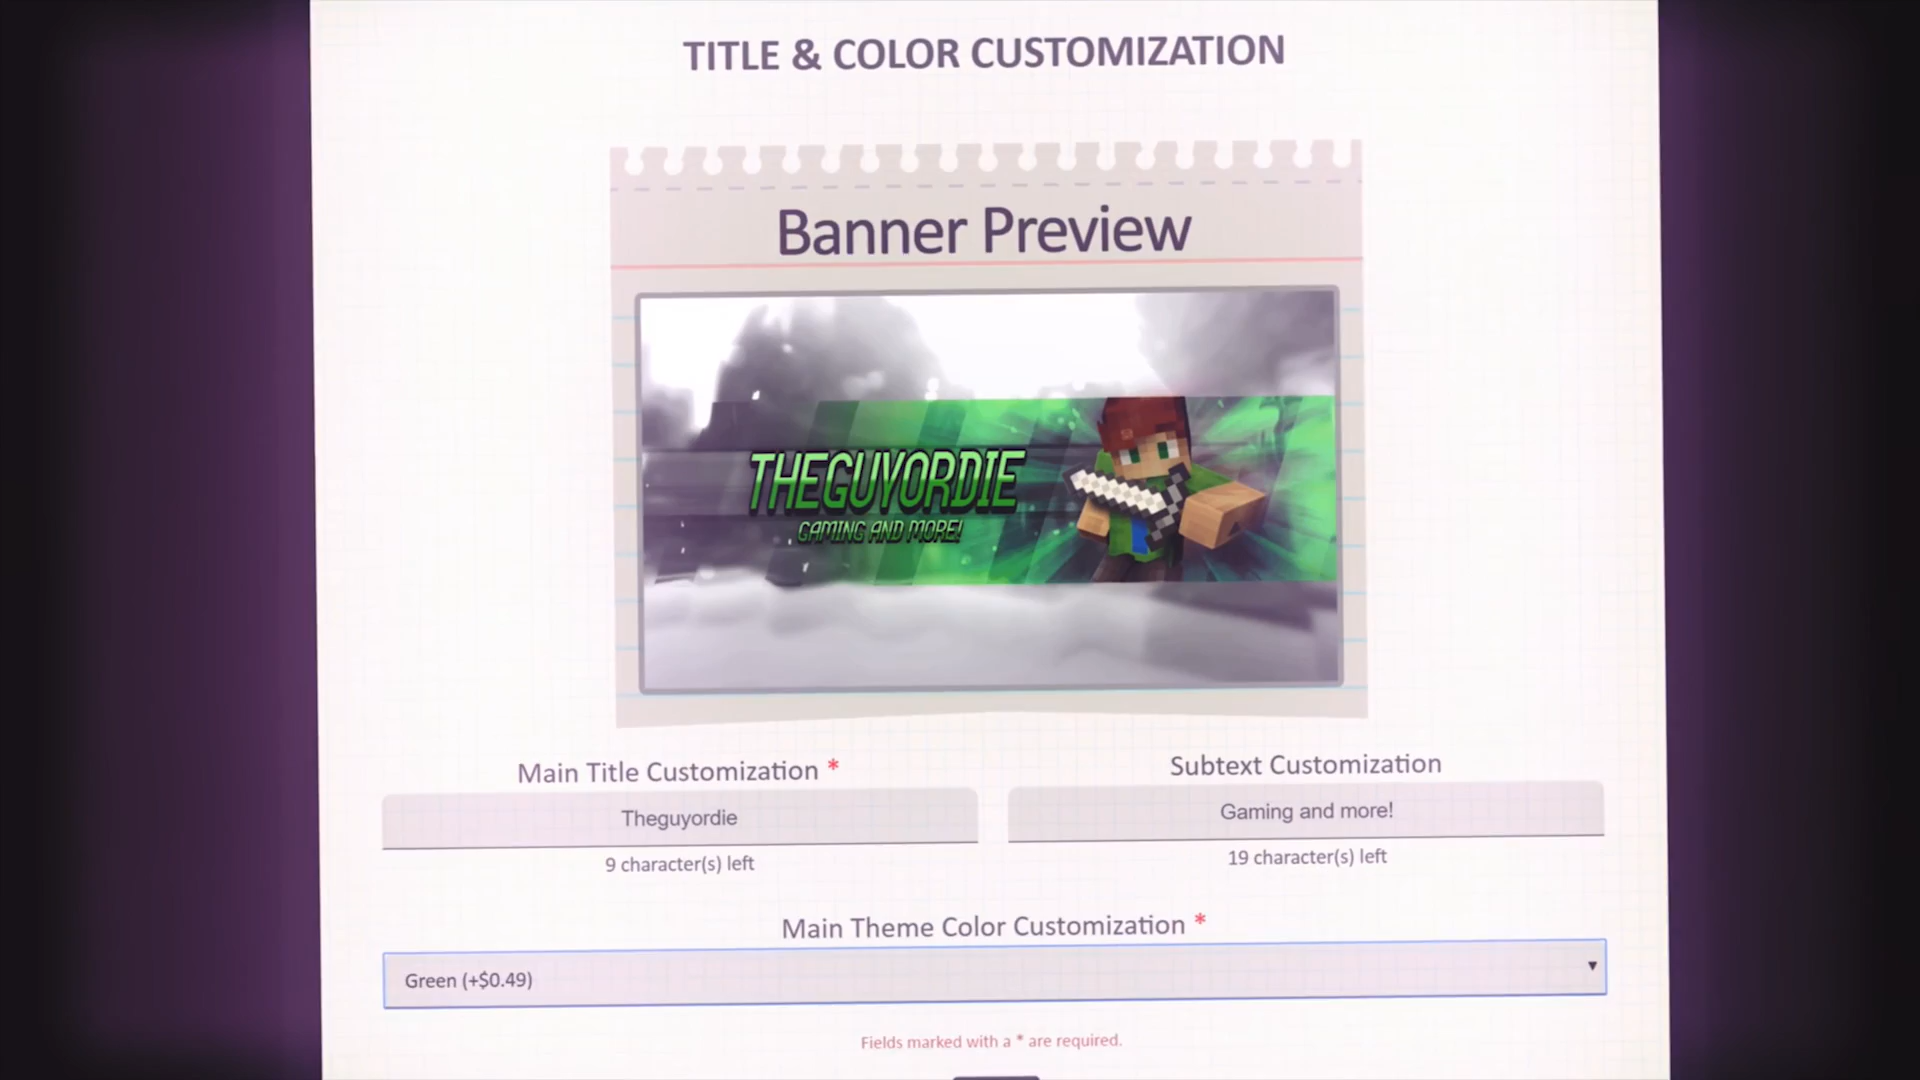 TITLE & COLOR CUSTOMIZATION
Banner Preview
THEGUYORDIE
GAMING AND MORE!
Main Title Customization *
Theguyordie
9 character(s) left
Subtext Customization
Gaming and more!
19 character(s) left
Main Theme Color Customization *
Green (+$0.49)
Fields marked with a * are required.